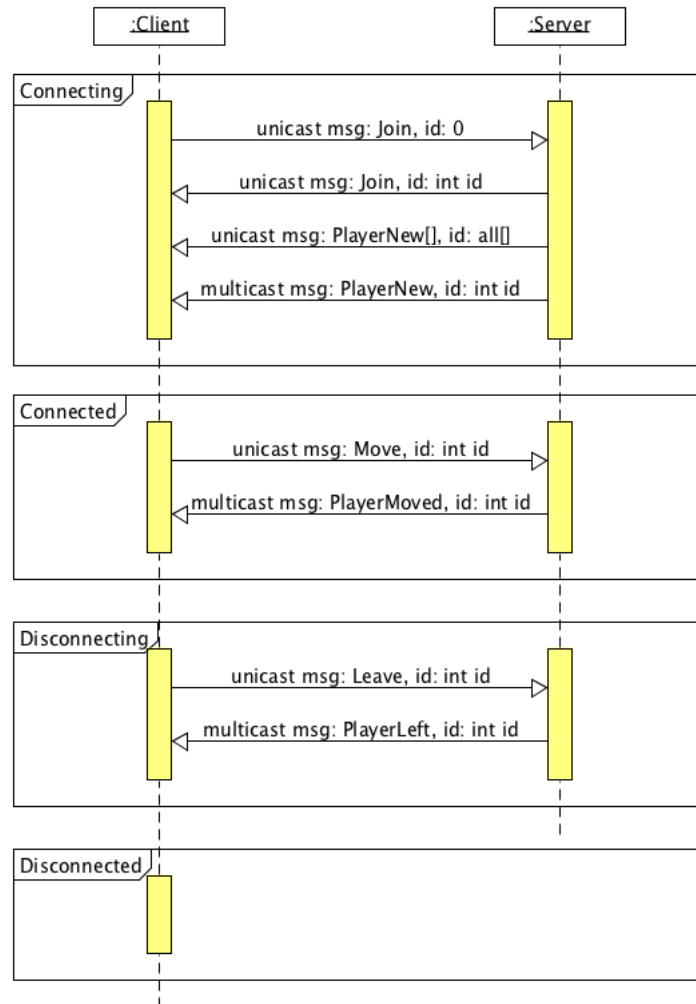 :Client
:Server
Connecting
unicast msg: Join, id: 0
unicast msg: Join, id: int id
unicast msg: PlayerNew[], id: all[]
multicast msg: PlayerNew, id: int id
Connected
unicast msg: Move, id: int id
multicast msg: PlayerMoved, id: int id
Disconnecting
unicast msg: Leave, id: int id
multicast msg: PlayerLeft, id: int id
Disconnected